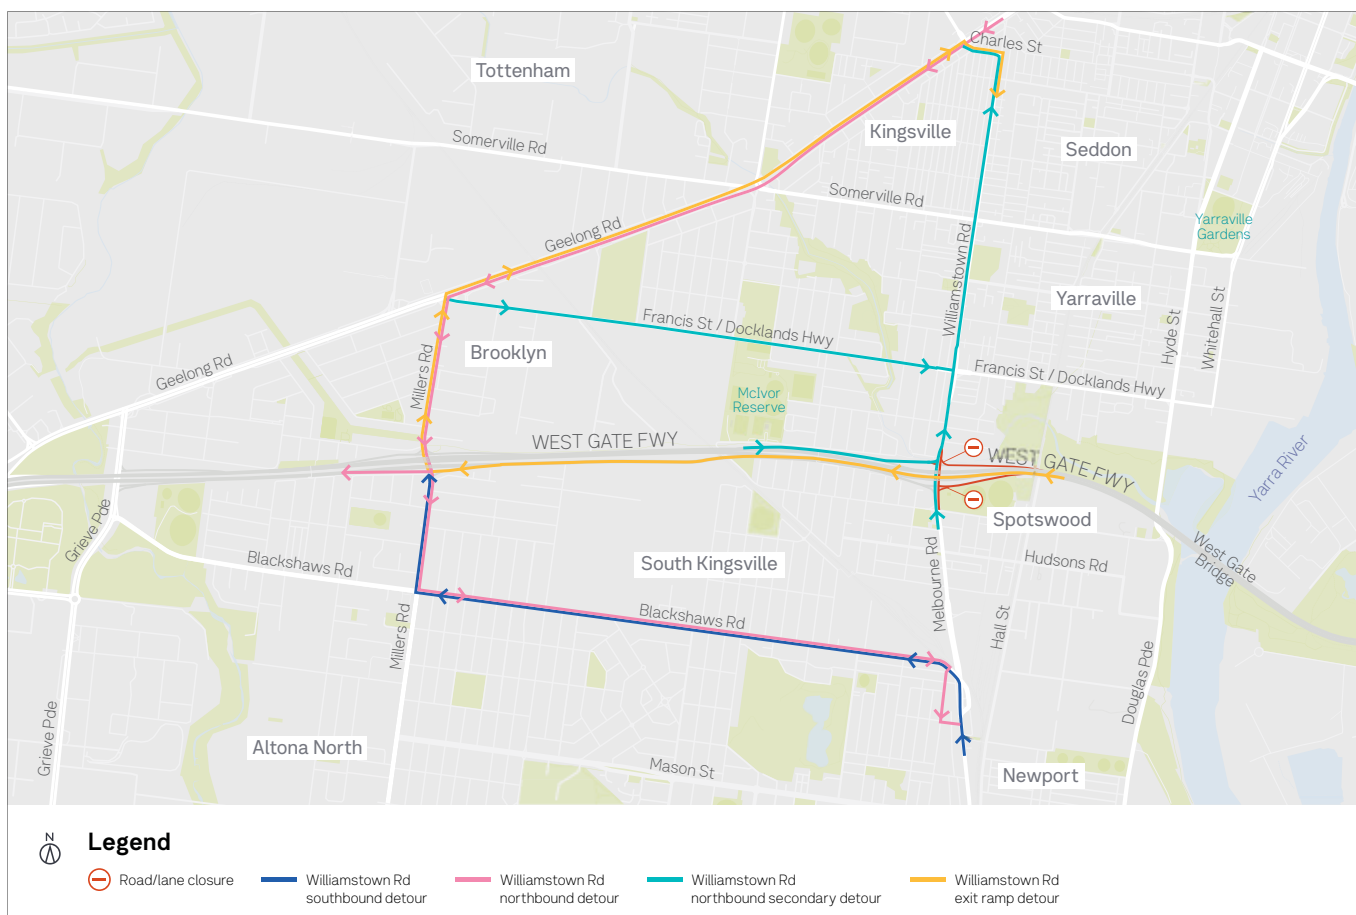 Charles St
Tottenham
Kingsville
Somerville Rd
Seddon
Somerville Rd
Yarraville
Gardens
Geelong Rd
Williamstown Rd
Yarraville
Whitehall St
Hyde St
Francis St / Docklands Hwy
Brooklyn
Geelong Rd
Millers Rd
Francis St / Docklands Hwy
McIvor
Reserve
WEST GATE FWY
WEST GATE FWY
Yarra River
Grieve Pde
Spotswood
West Gate
Bridge
Blackshaws Rd
South Kingsville
Melbourne Rd
Hudsons Rd
Hall St
Millers Rd
Blackshaws Rd
Douglas Pde
Grieve Pde
Altona North
Mason St
Newport
N
Legend
Road/lane closure
Williamstown Rd
southbound detour
Williamstown Rd
northbound detour
Williamstown Rd
northbound secondary detour
Williamstown Rd
exit ramp detour